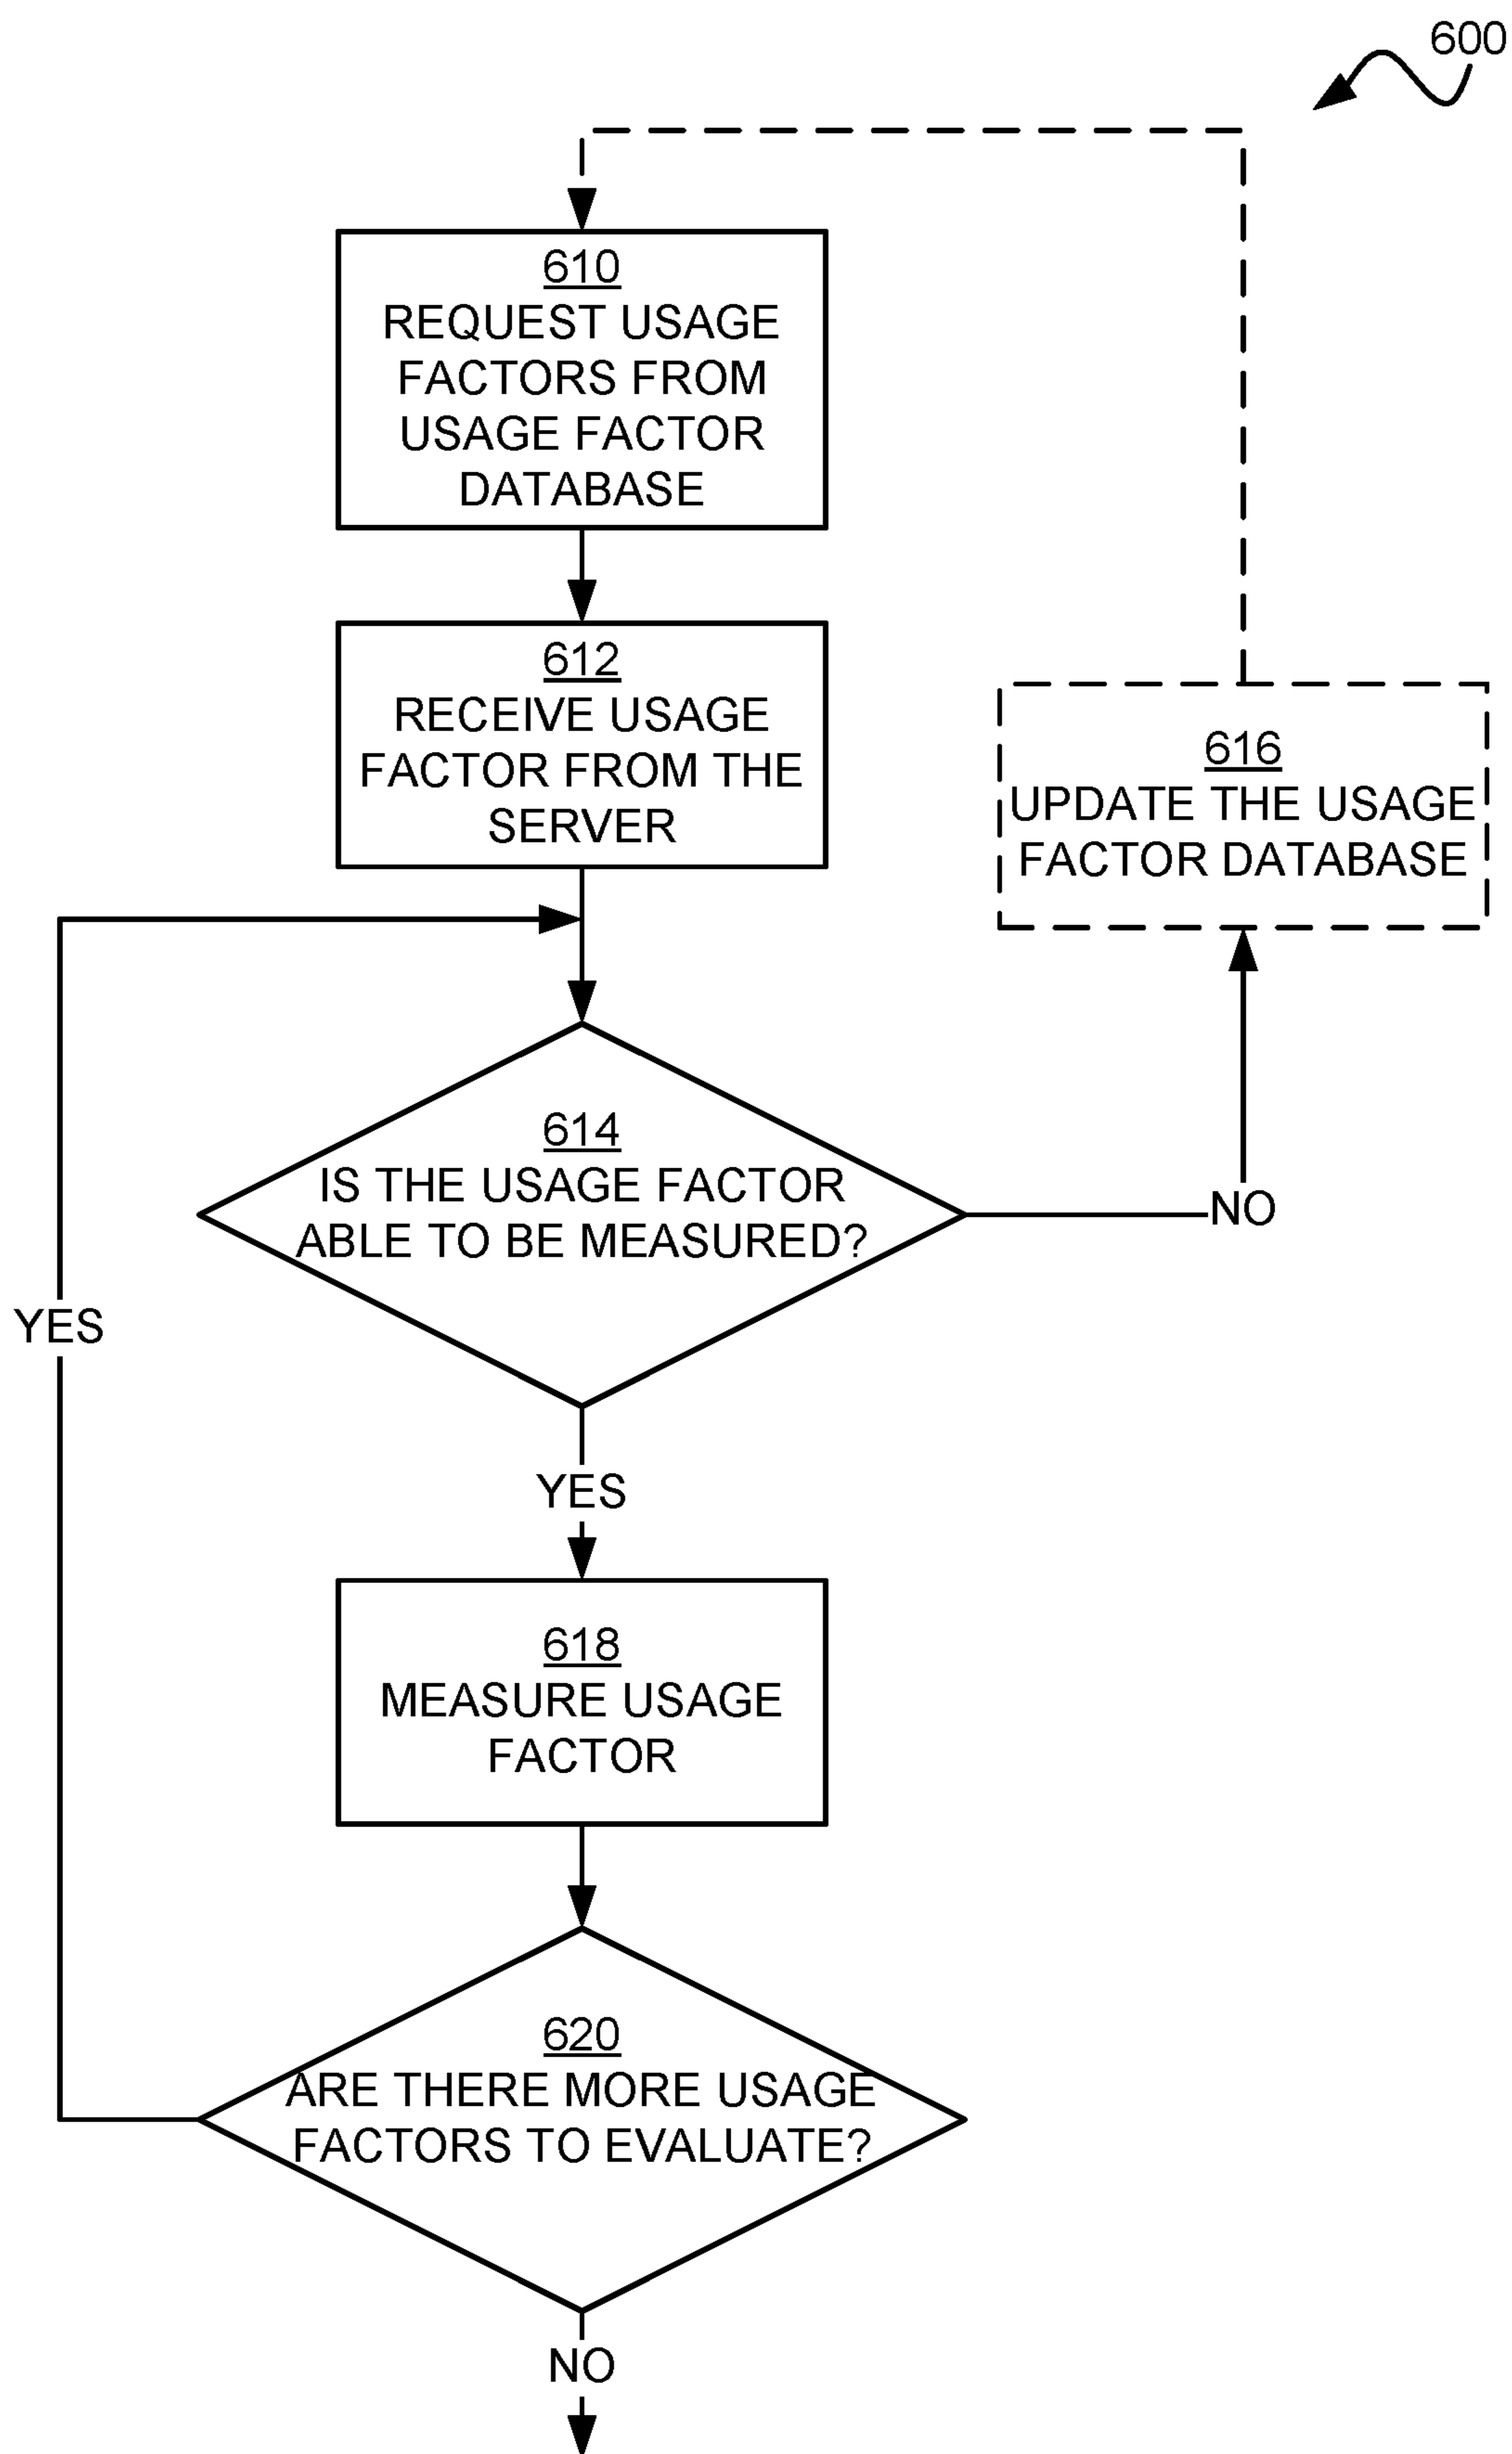 600
610
REQUEST USAGE
FACTORS FROM
USAGE FACTOR
DATABASE
612
RECEIVE USAGE
FACTOR FROM THE
SERVER
616
UPDATE THE USAGE
FACTOR DATABASE
614
IS THE USAGE FACTOR
ABLE TO BE MEASURED?
NO
YES
YES
618
MEASURE USAGE
FACTOR
620
ARE THERE MORE USAGE
FACTORS TO EVALUATE?
NO